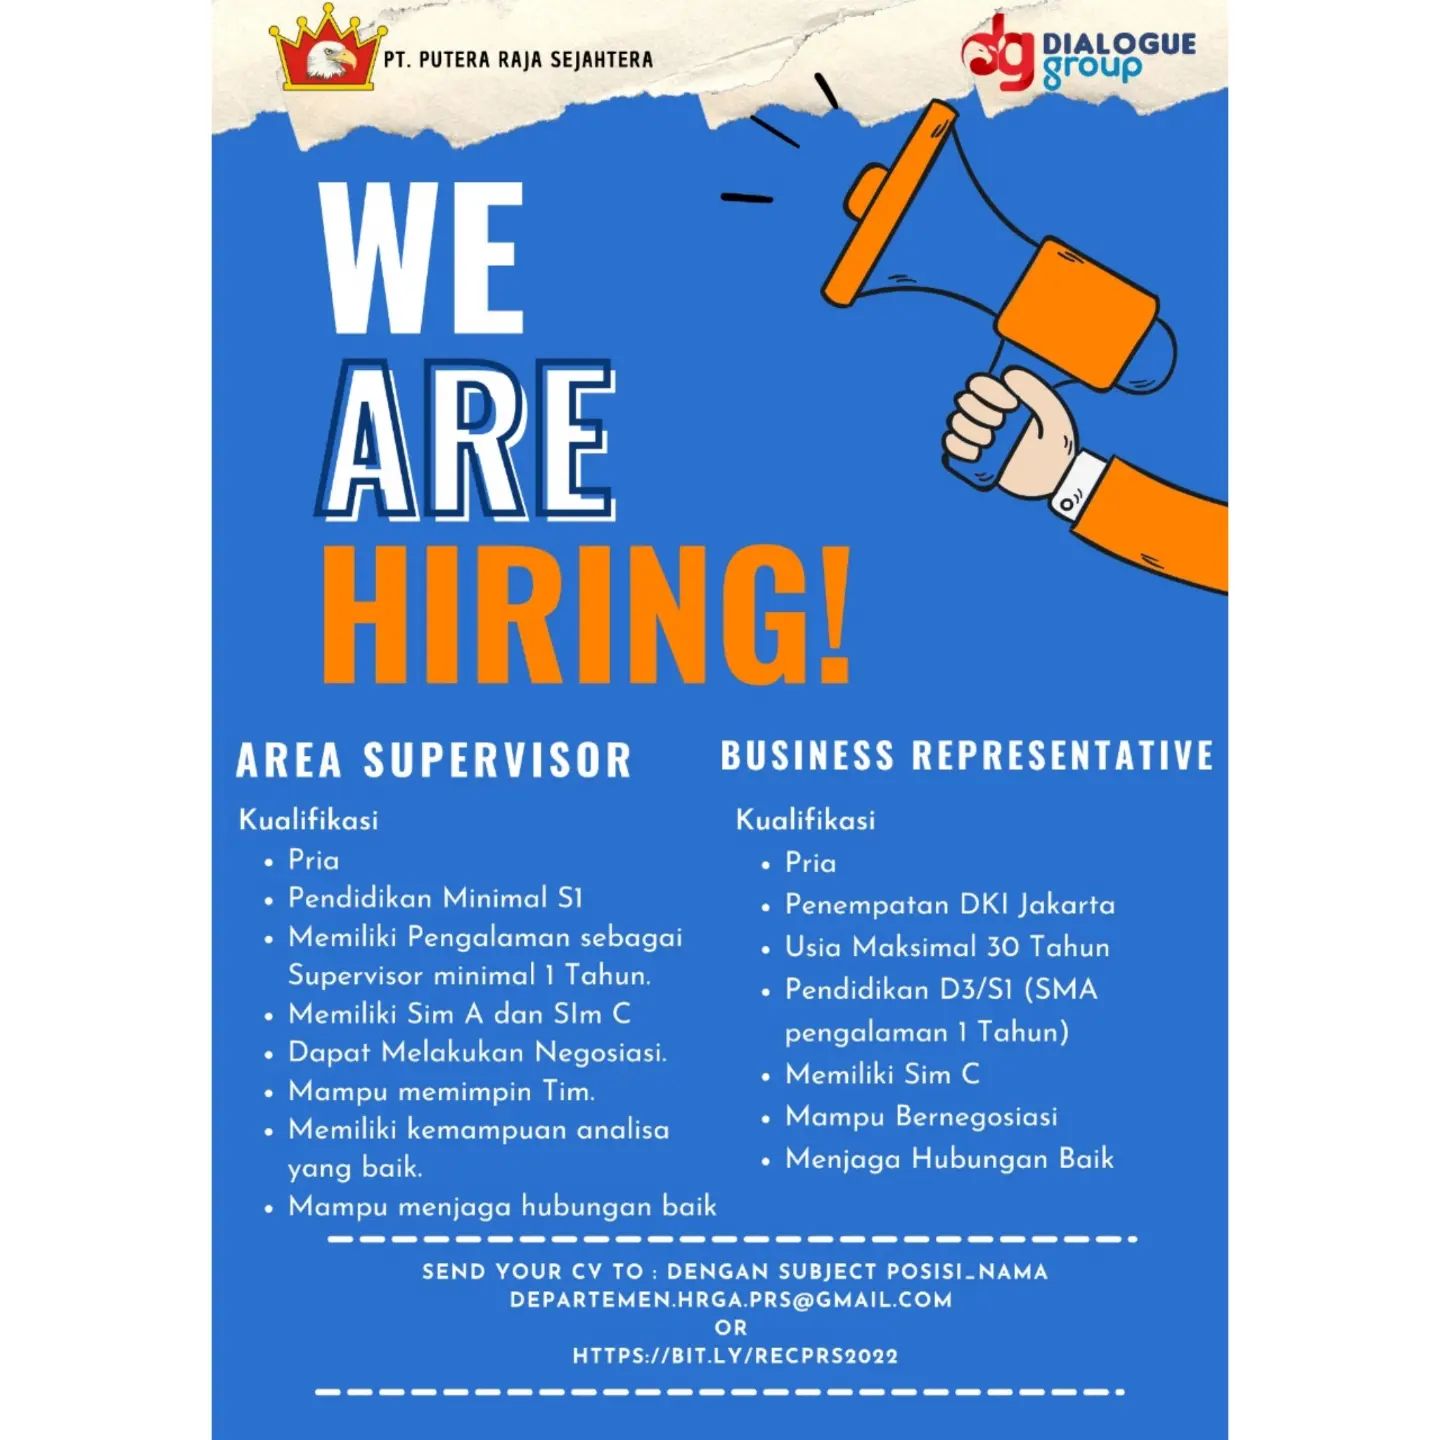 PT. PUTERA RAJA SEJAHTERA
dg DIALOGUE
group
WE
ARE
HIRING!
AREA SUPERVISOR
Kualifikasi
• Pria
• Pendidikan Minimal S1
• Memiliki Pengalaman sebagai
Supervisor minimal 1 Tahun.
• Memiliki Sim A dan SIm C
• Dapat Melakukan Negosiasi.
• Mampu memimpin Tim.
• Memiliki kemampuan analisa
yang baik.
• Mampu menjaga hubungan baik
BUSINESS REPRESENTATIVE
Kualifikasi
• Pria
• Penempatan DKI Jakarta
• Usia Maksimal 30 Tahun
• Pendidikan D3/S1 (SMA
pengalaman 1 Tahun)
• Memiliki Sim C
• Mampu Bernegosiasi
• Menjaga Hubungan Baik
SEND YOUR CV TO : DENGAN SUBJECT POSISI_NAMA
DEPARTEMEN.HRGA.PRS@GMAIL.COM
OR
HTTPS://BIT.LY/RECPRS2022